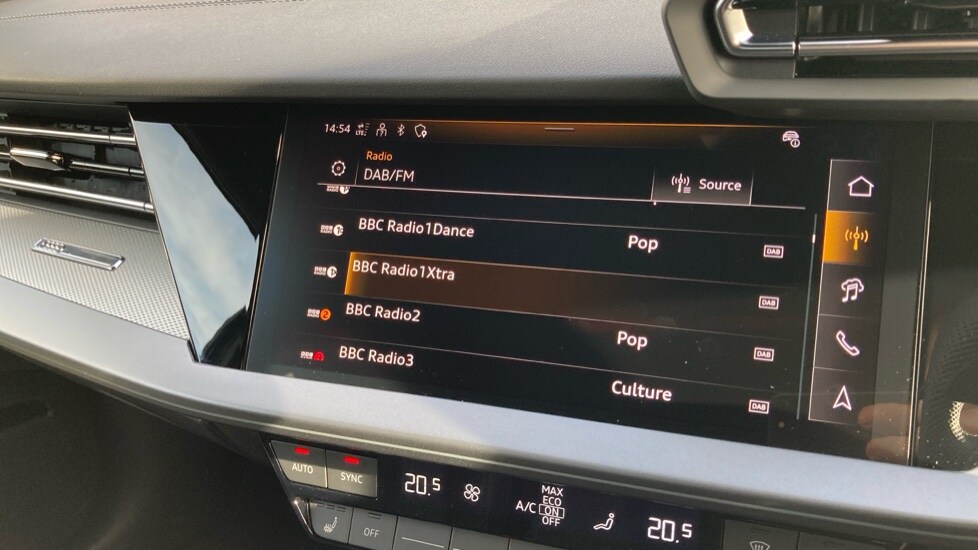 14:54 LTE
Radio
DAB/FM
Source
BBC Radio1Dance
Pop
DAB
BBC Radio1Xtra
DAB
BBC Radio2
Pop
DAB
BBC Radio3
Culture
DAB
AUTO
SYNC
20.5
A/C
MAX
ECO
ON
OFF
20.5
OFF